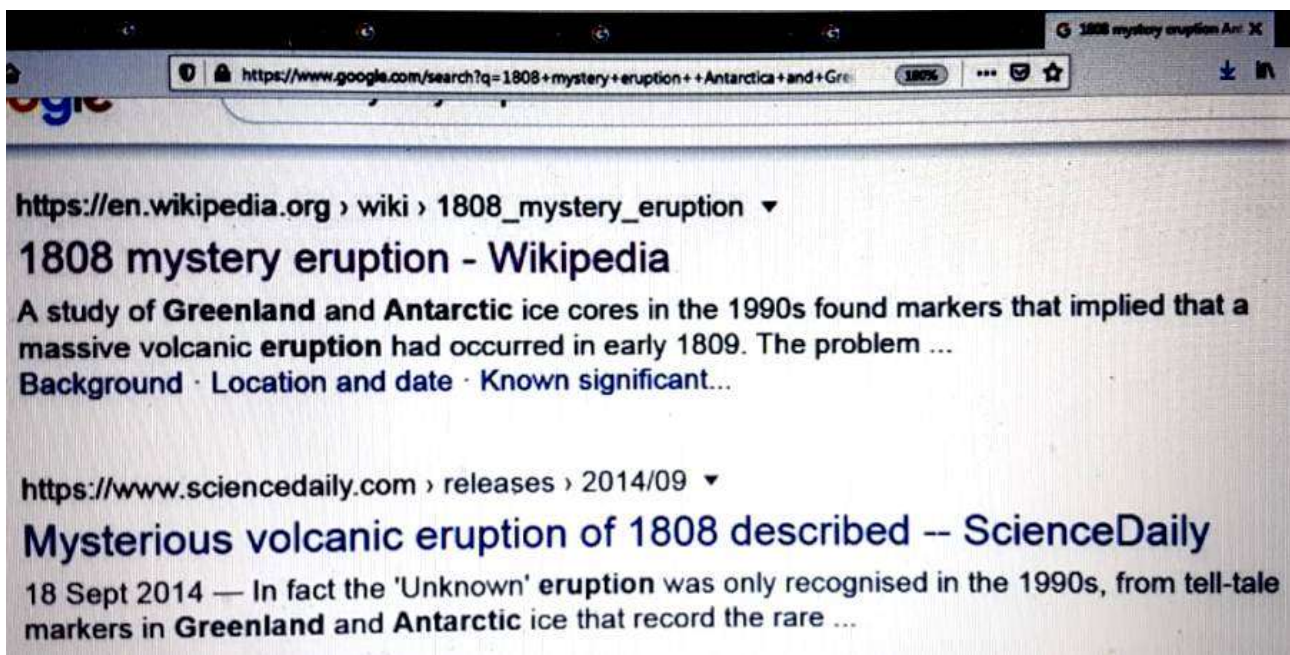 G 1808 mystery eruption An
https://www.google.com/search?q=1808+mystery+eruption++Antarctica+and+Gre
180%
https://en.wikipedia.org › wiki › 1808_mystery_eruption
1808 mystery eruption - Wikipedia
A study of Greenland and Antarctic ice cores in the 1990s found markers that implied that a
massive volcanic eruption had occurred in early 1809. The problem ...
Background · Location and date · Known significant...
https://www.sciencedaily.com › releases › 2014/09
Mysterious volcanic eruption of 1808 described -- ScienceDaily
18 Sept 2014 — In fact the 'Unknown' eruption was only recognised in the 1990s, from tell-tale
markers in Greenland and Antarctic ice that record the rare ...